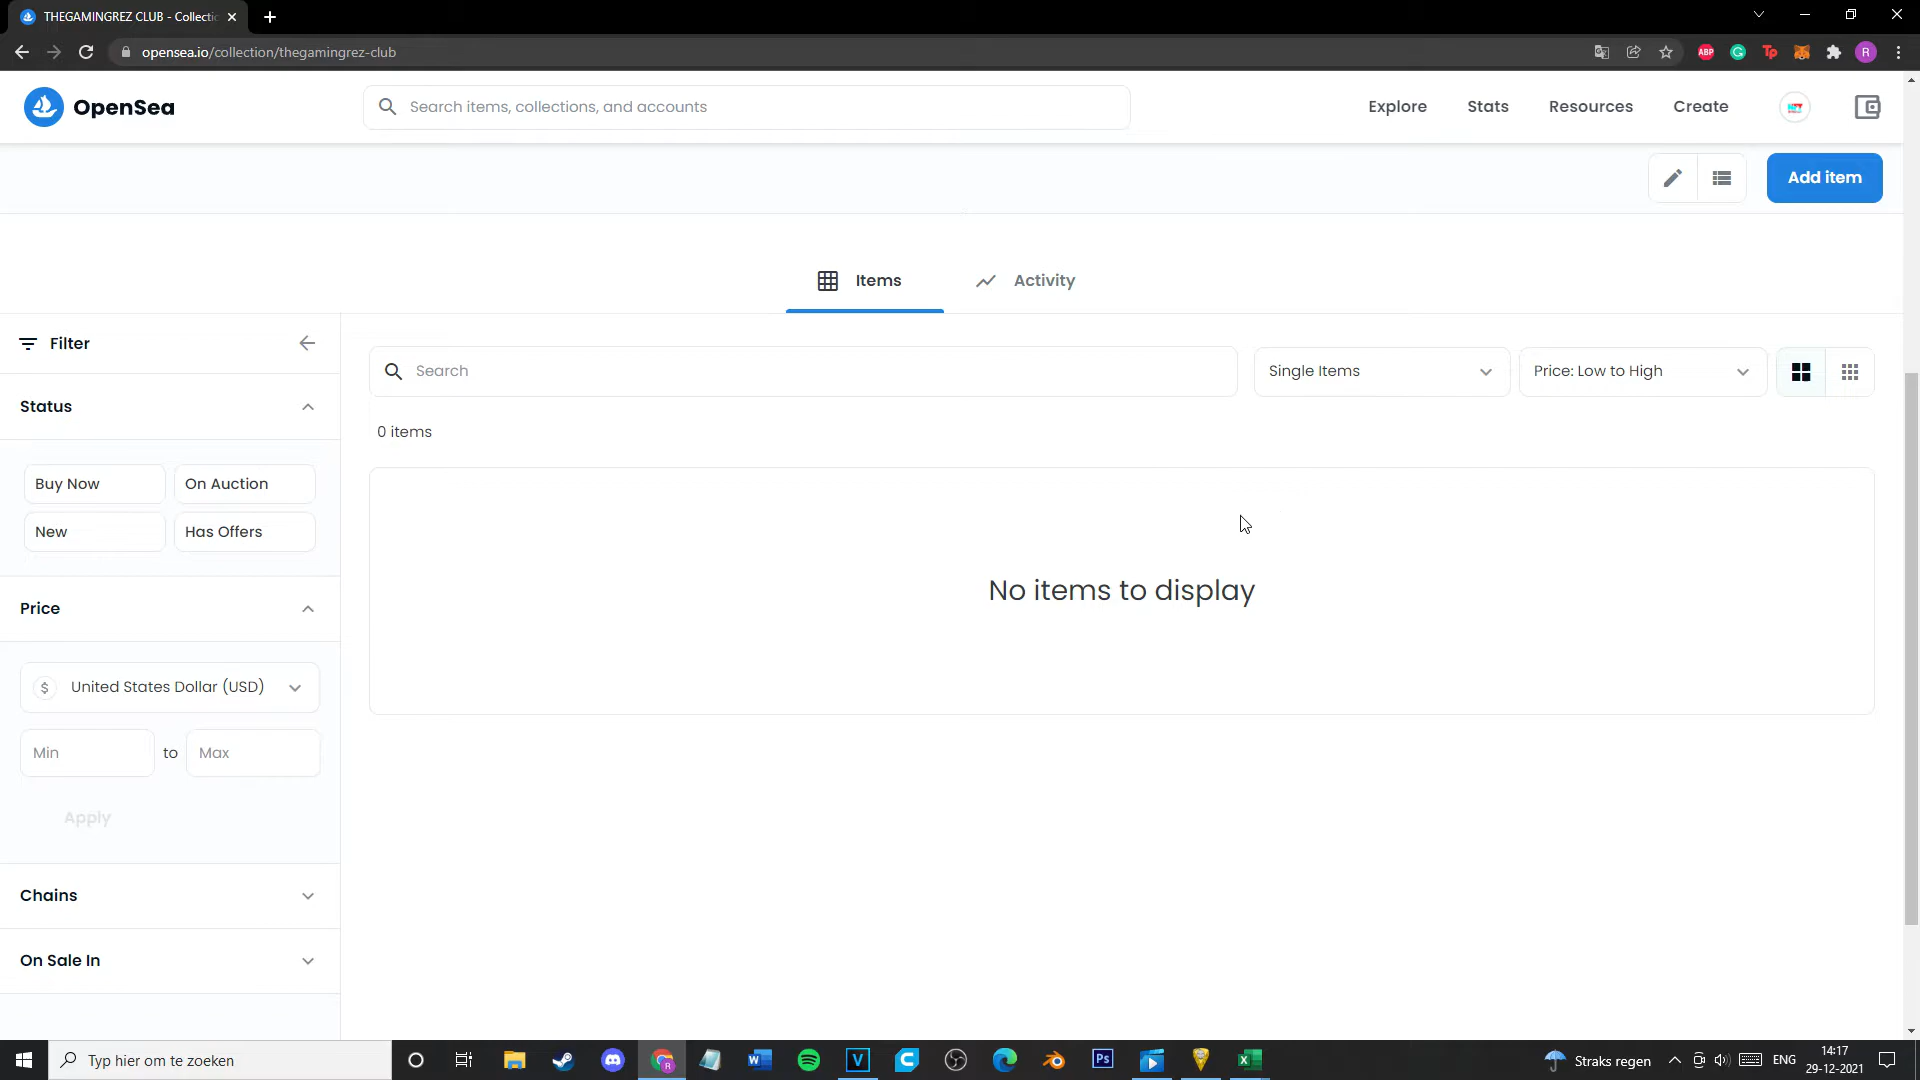 THEGAMINGREZ CLUB - Collectic
opensea.io/collection/thegamingrez-club
ABP
R
OpenSea
Search items, collections, and accounts
Explore
Stats
Resources
Create
Add item
Items
Activity
Filter
Search
Single Items
Price: Low to High
Status
0 items
Buy Now
On Auction
New
Has Offers
No items to display
Price
$ United States Dollar (USD)
Min to Max
Apply
Chains
On Sale In
Typ hier om te zoeken
Straks regen
ENG
14:17
29-12-2021